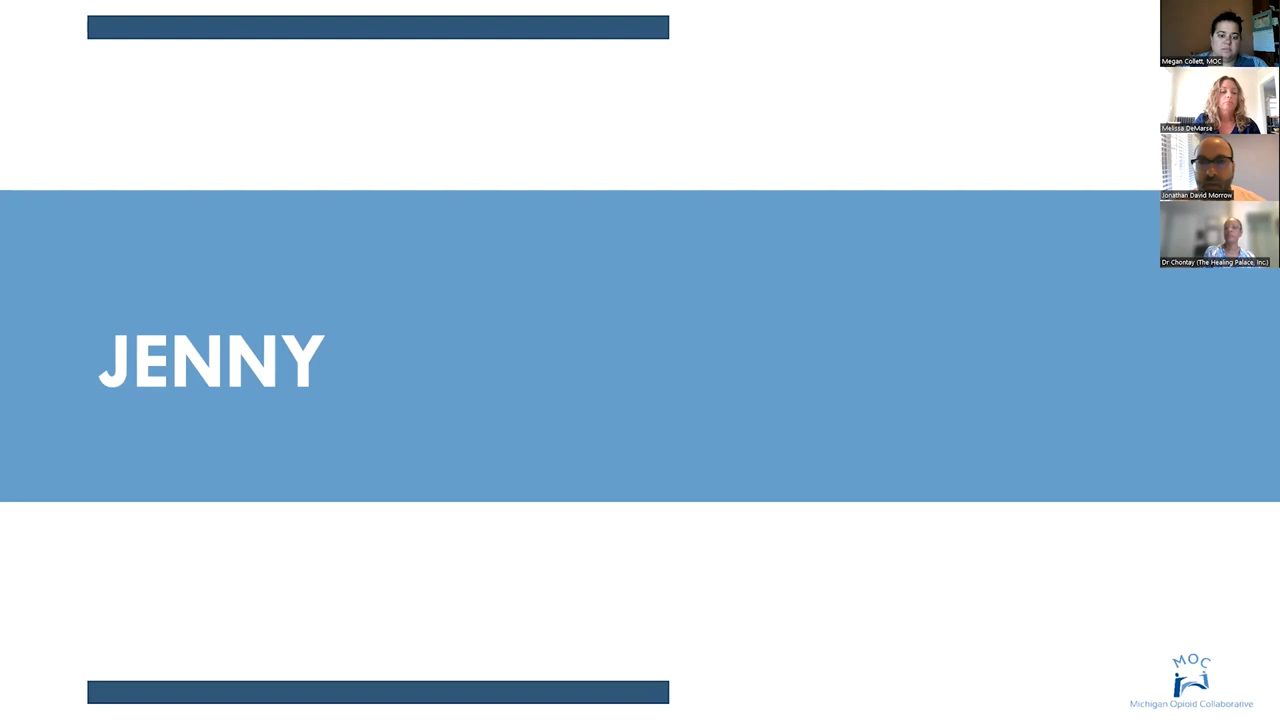 JENNY
Megan Collett, MOC
Melissa DeMarse
Jonathan David Morrow
Dr Chontay (The Healing Palace, Inc.)
MOC
Michigan Opioid Collaborative